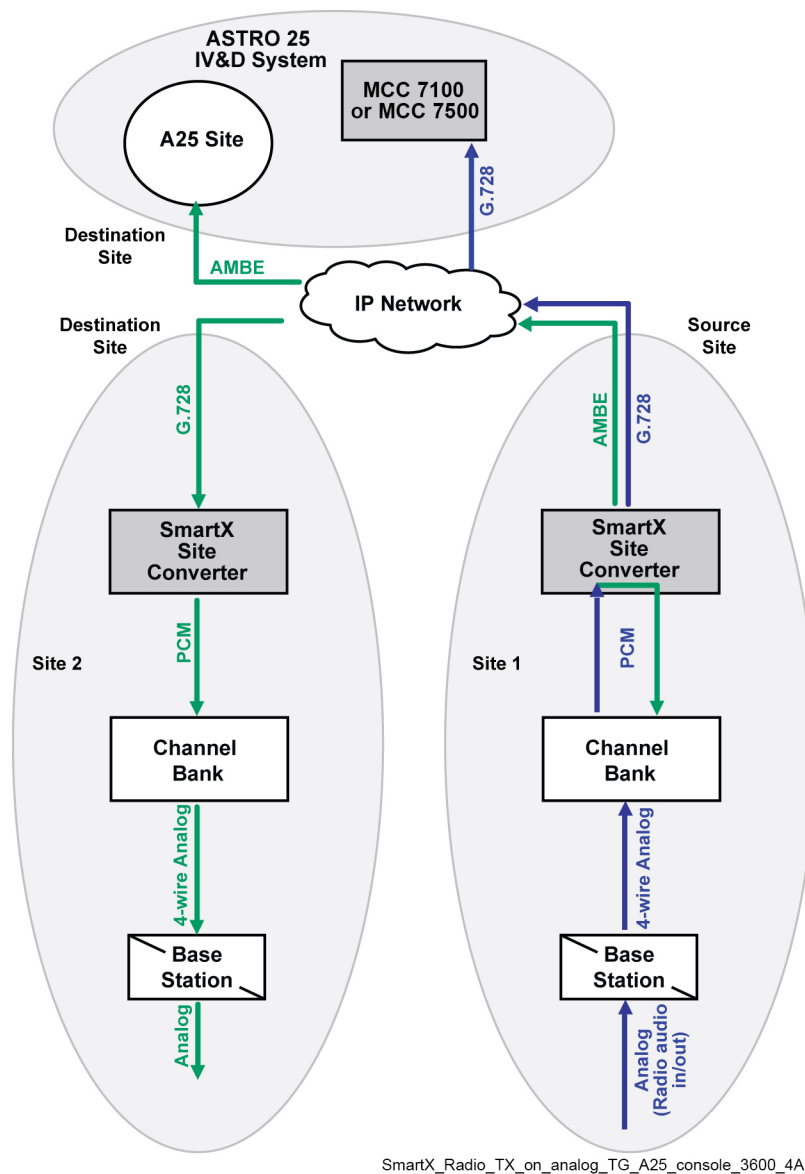 ASTRO 25
IV&D System
MCC 7100
or MCC 7500
A25 Site
G.728
Destination
Site
AMBE
IP Network
Destination
Site
Source
Site
G.728
AMBE
G.728
SmartX
Site
Converter
SmartX
Site
Converter
PCM
PCM
Site 2
Site 1
Channel
Bank
Channel
Bank
4-wire Analog
4-wire Analog
Base
Station
Base
Station
Analog
Analog
(Radio audio
in/out)
SmartX_Radio_TX_on_analog_TG_A25_console_3600_4A